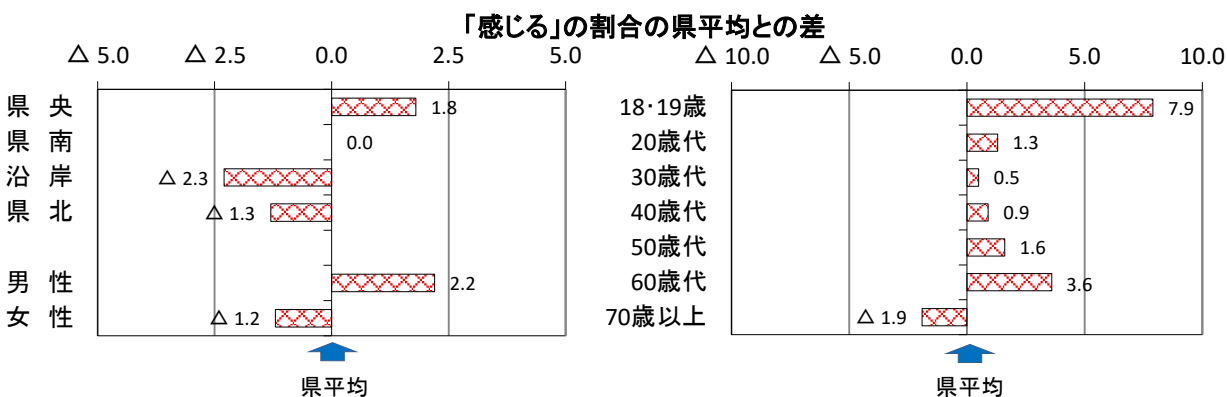 「感じる」の割合の県平均との差
△ 5.0 △ 2.5 0.0 2.5 5.0
県 央 1.8
県 南 0.0
沿 岸 △ 2.3
県 北 △ 1.3
男 性 2.2
女 性 △ 1.2
県平均
△ 10.0 △ 5.0 0.0 5.0 10.0
18･19歳 7.9
20歳代 1.3
30歳代 0.5
40歳代 0.9
50歳代 1.6
60歳代 3.6
70歳以上 △ 1.9
県平均